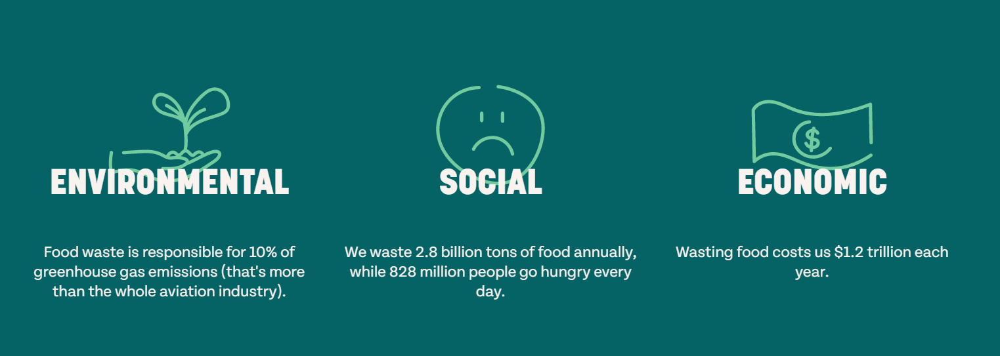 ENVIRONMENTAL
Food waste is responsible for 10% of
greenhouse gas emissions (that's more
than the whole aviation industry).
$
SOCIAL
We waste 2.8 billion tons of food annually,
while 828 million people go hungry every
day.
ECONOMIC
Wasting food costs us $1.2 trillion each
year.